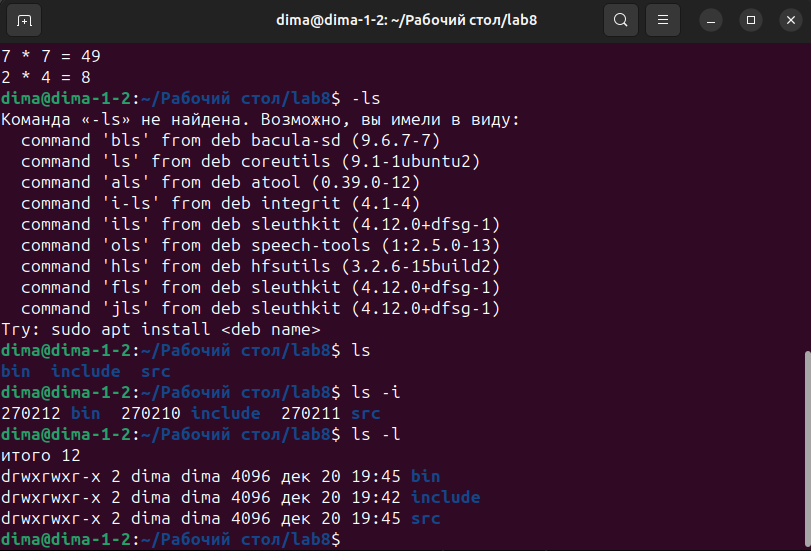 dima@dima-1-2: ~/Рабочий стол/lab8
7 * 7 = 49
2 * 4 = 8
dima@dima-1-2:~/Рабочий стол/lab8$ -ls
Команда «-ls» не найдена. Возможно, вы имели в виду:
  command 'bls' from deb bacula-sd (9.6.7-7)
  command 'ls' from deb coreutils (9.1-1ubuntu2)
  command 'als' from deb atool (0.39.0-12)
  command 'i-ls' from deb integrit (4.1-4)
  command 'ils' from deb sleuthkit (4.12.0+dfsg-1)
  command 'ols' from deb speech-tools (1:2.5.0-13)
  command 'hls' from deb hfsutils (3.2.6-15build2)
  command 'fls' from deb sleuthkit (4.12.0+dfsg-1)
  command 'jls' from deb sleuthkit (4.12.0+dfsg-1)
Try: sudo apt install <deb name>
dima@dima-1-2:~/Рабочий стол/lab8$ ls
bin  include  src
dima@dima-1-2:~/Рабочий стол/lab8$ ls -i
270212 bin  270210 include  270211 src
dima@dima-1-2:~/Рабочий стол/lab8$ ls -l
итого 12
drwxrwxr-x 2 dima dima 4096 дек 20 19:45 bin
drwxrwxr-x 2 dima dima 4096 дек 20 19:42 include
drwxrwxr-x 2 dima dima 4096 дек 20 19:45 src
dima@dima-1-2:~/Рабочий стол/lab8$